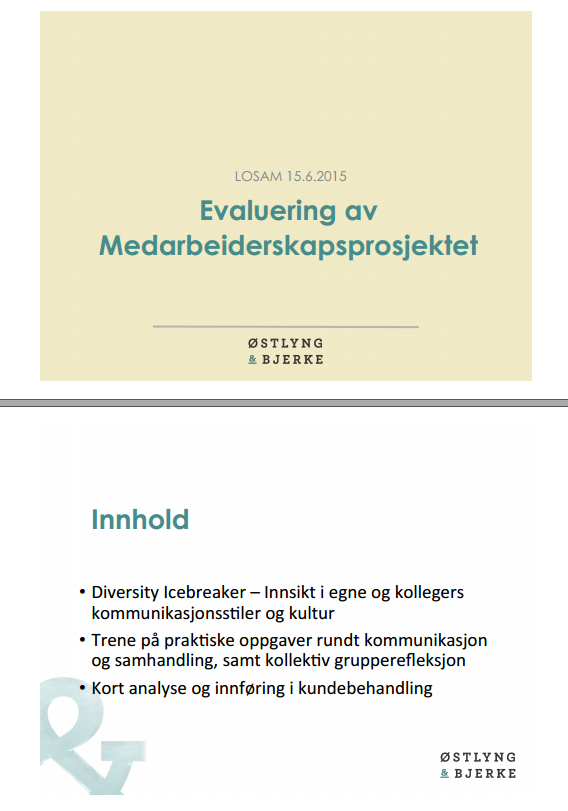 LOSAM 15.6.2015
Evaluering av
Medarbeiderskapsprosjektet
ØSTLYNG
& BJERKE
Innhold
• Diversity Icebreaker – Innsikt i egne og kollegers
kommunikasjonsstiler og kultur
• Trene på praktiske oppgaver rundt kommunikasjon
og samhandling, samt kollektiv grupperefleksjon
• Kort analyse og innføring i kundebehandling
&
ØSTLYNG
& BJERKE